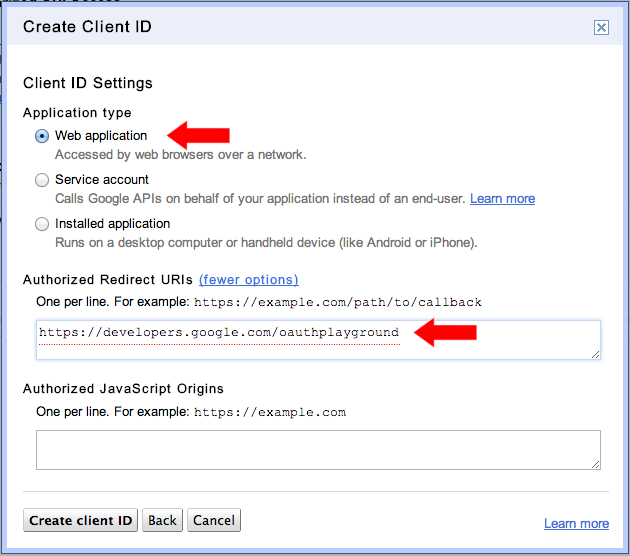 Create Client ID
Client ID Settings
Application type
Web application
Accessed by web browsers over a network.
Service account
Calls Google APIs on behalf of your application instead of an end-user. Learn more
Installed application
Runs on a desktop computer or handheld device (like Android or iPhone).
Authorized Redirect URIs (fewer options)
One per line. For example: https://example.com/path/to/callback
https://developers.google.com/oauthplayground
Authorized JavaScript Origins
One per line. For example: https://example.com
Create client ID Back Cancel Learn more